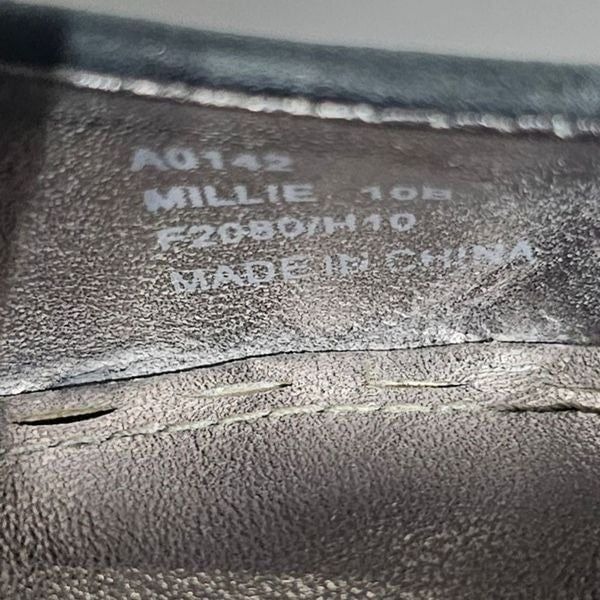 A0142
MILLIE 10B
F2080/H10
MADE IN CHINA